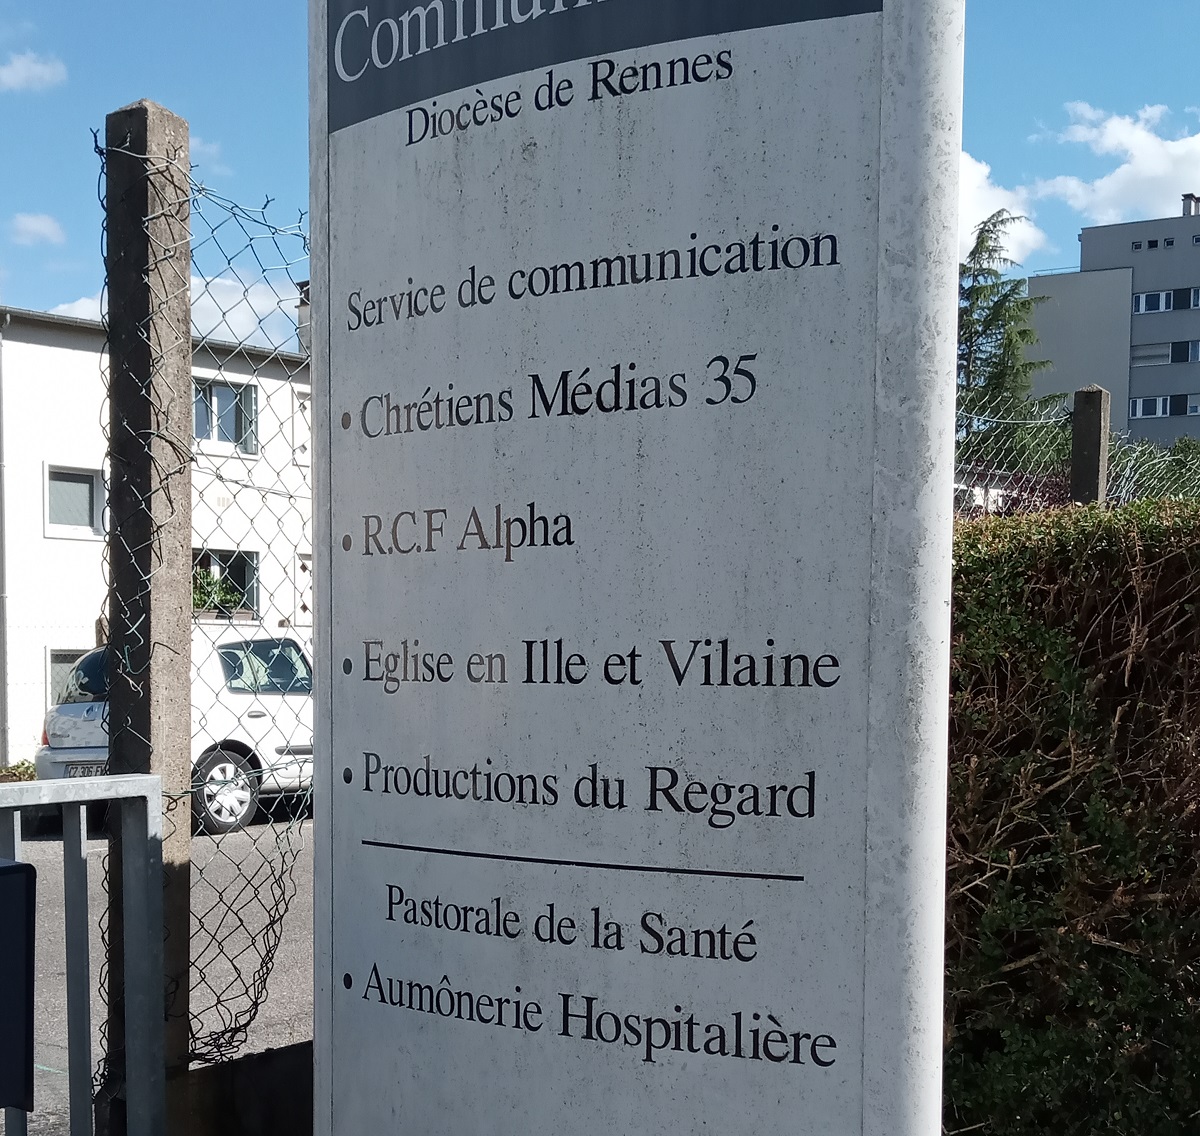 Diocèse de Rennes
Service de communication
• Chrétiens Médias 35
• R.C.F Alpha
• Eglise en Ille et Vilaine
• Productions du Regard
Pastorale de la Santé
• Aumônerie Hospitalière